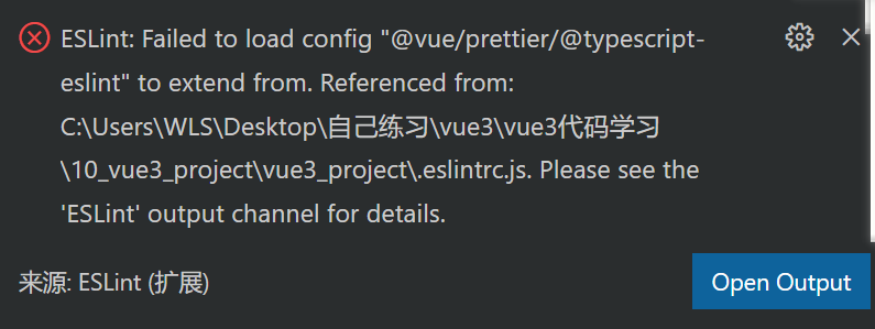 ESLint: Failed to load config "@vue/prettier/@typescript-
eslint" to extend from. Referenced from:
C:\Users\WLS\Desktop\自己练习\vue3\vue3代码学习
\10_vue3_project\vue3_project\.eslintrc.js. Please see the
'ESLint' output channel for details.
来源: ESLint (扩展)
Open Output